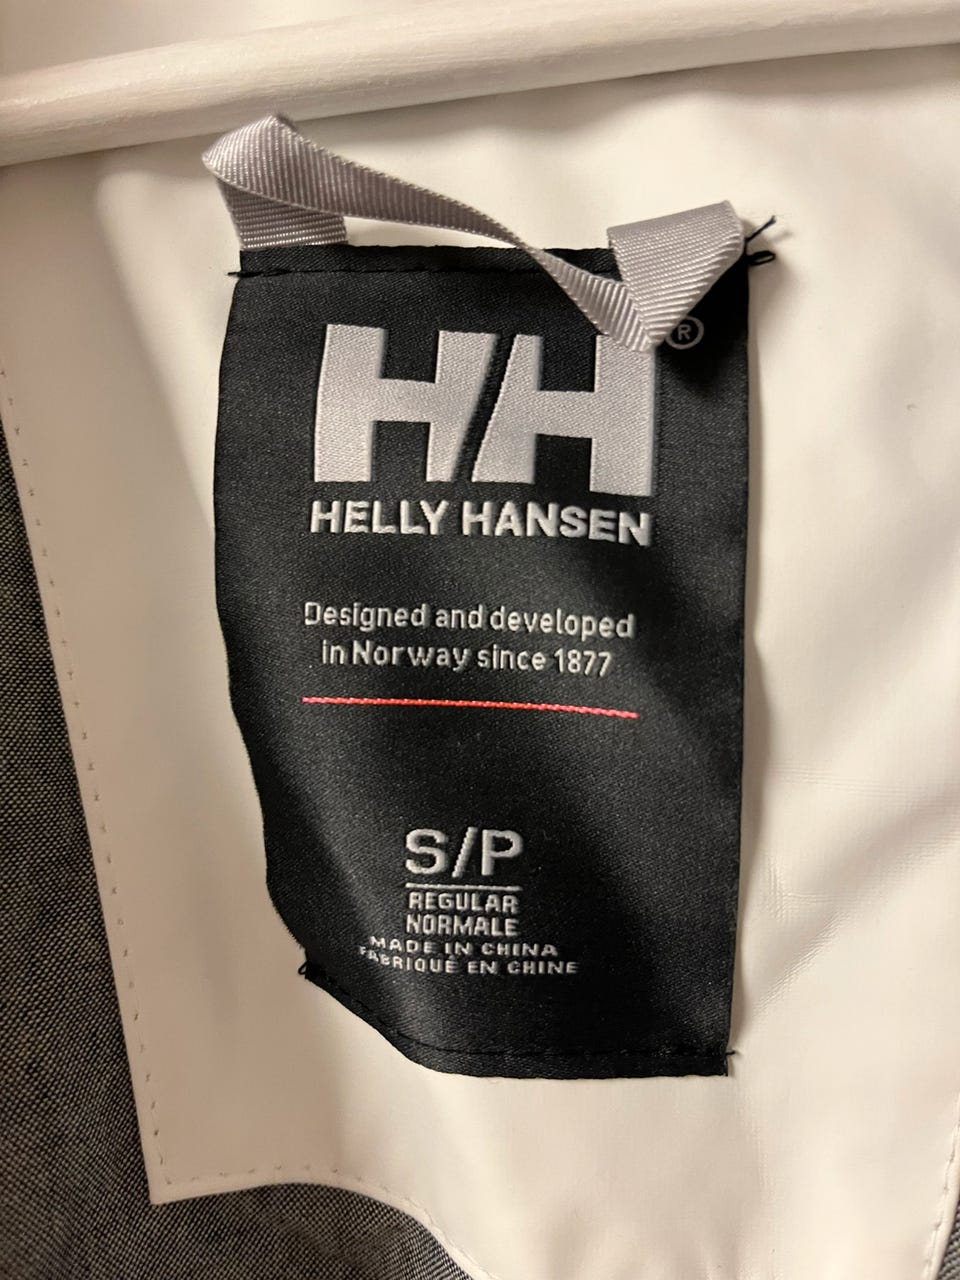 HH®
HELLY HANSEN
Designed and developed
in Norway since 1877
S/P
REGULAR
NORMALE
MADE IN CHINA
FABRIQUÉ EN CHINE